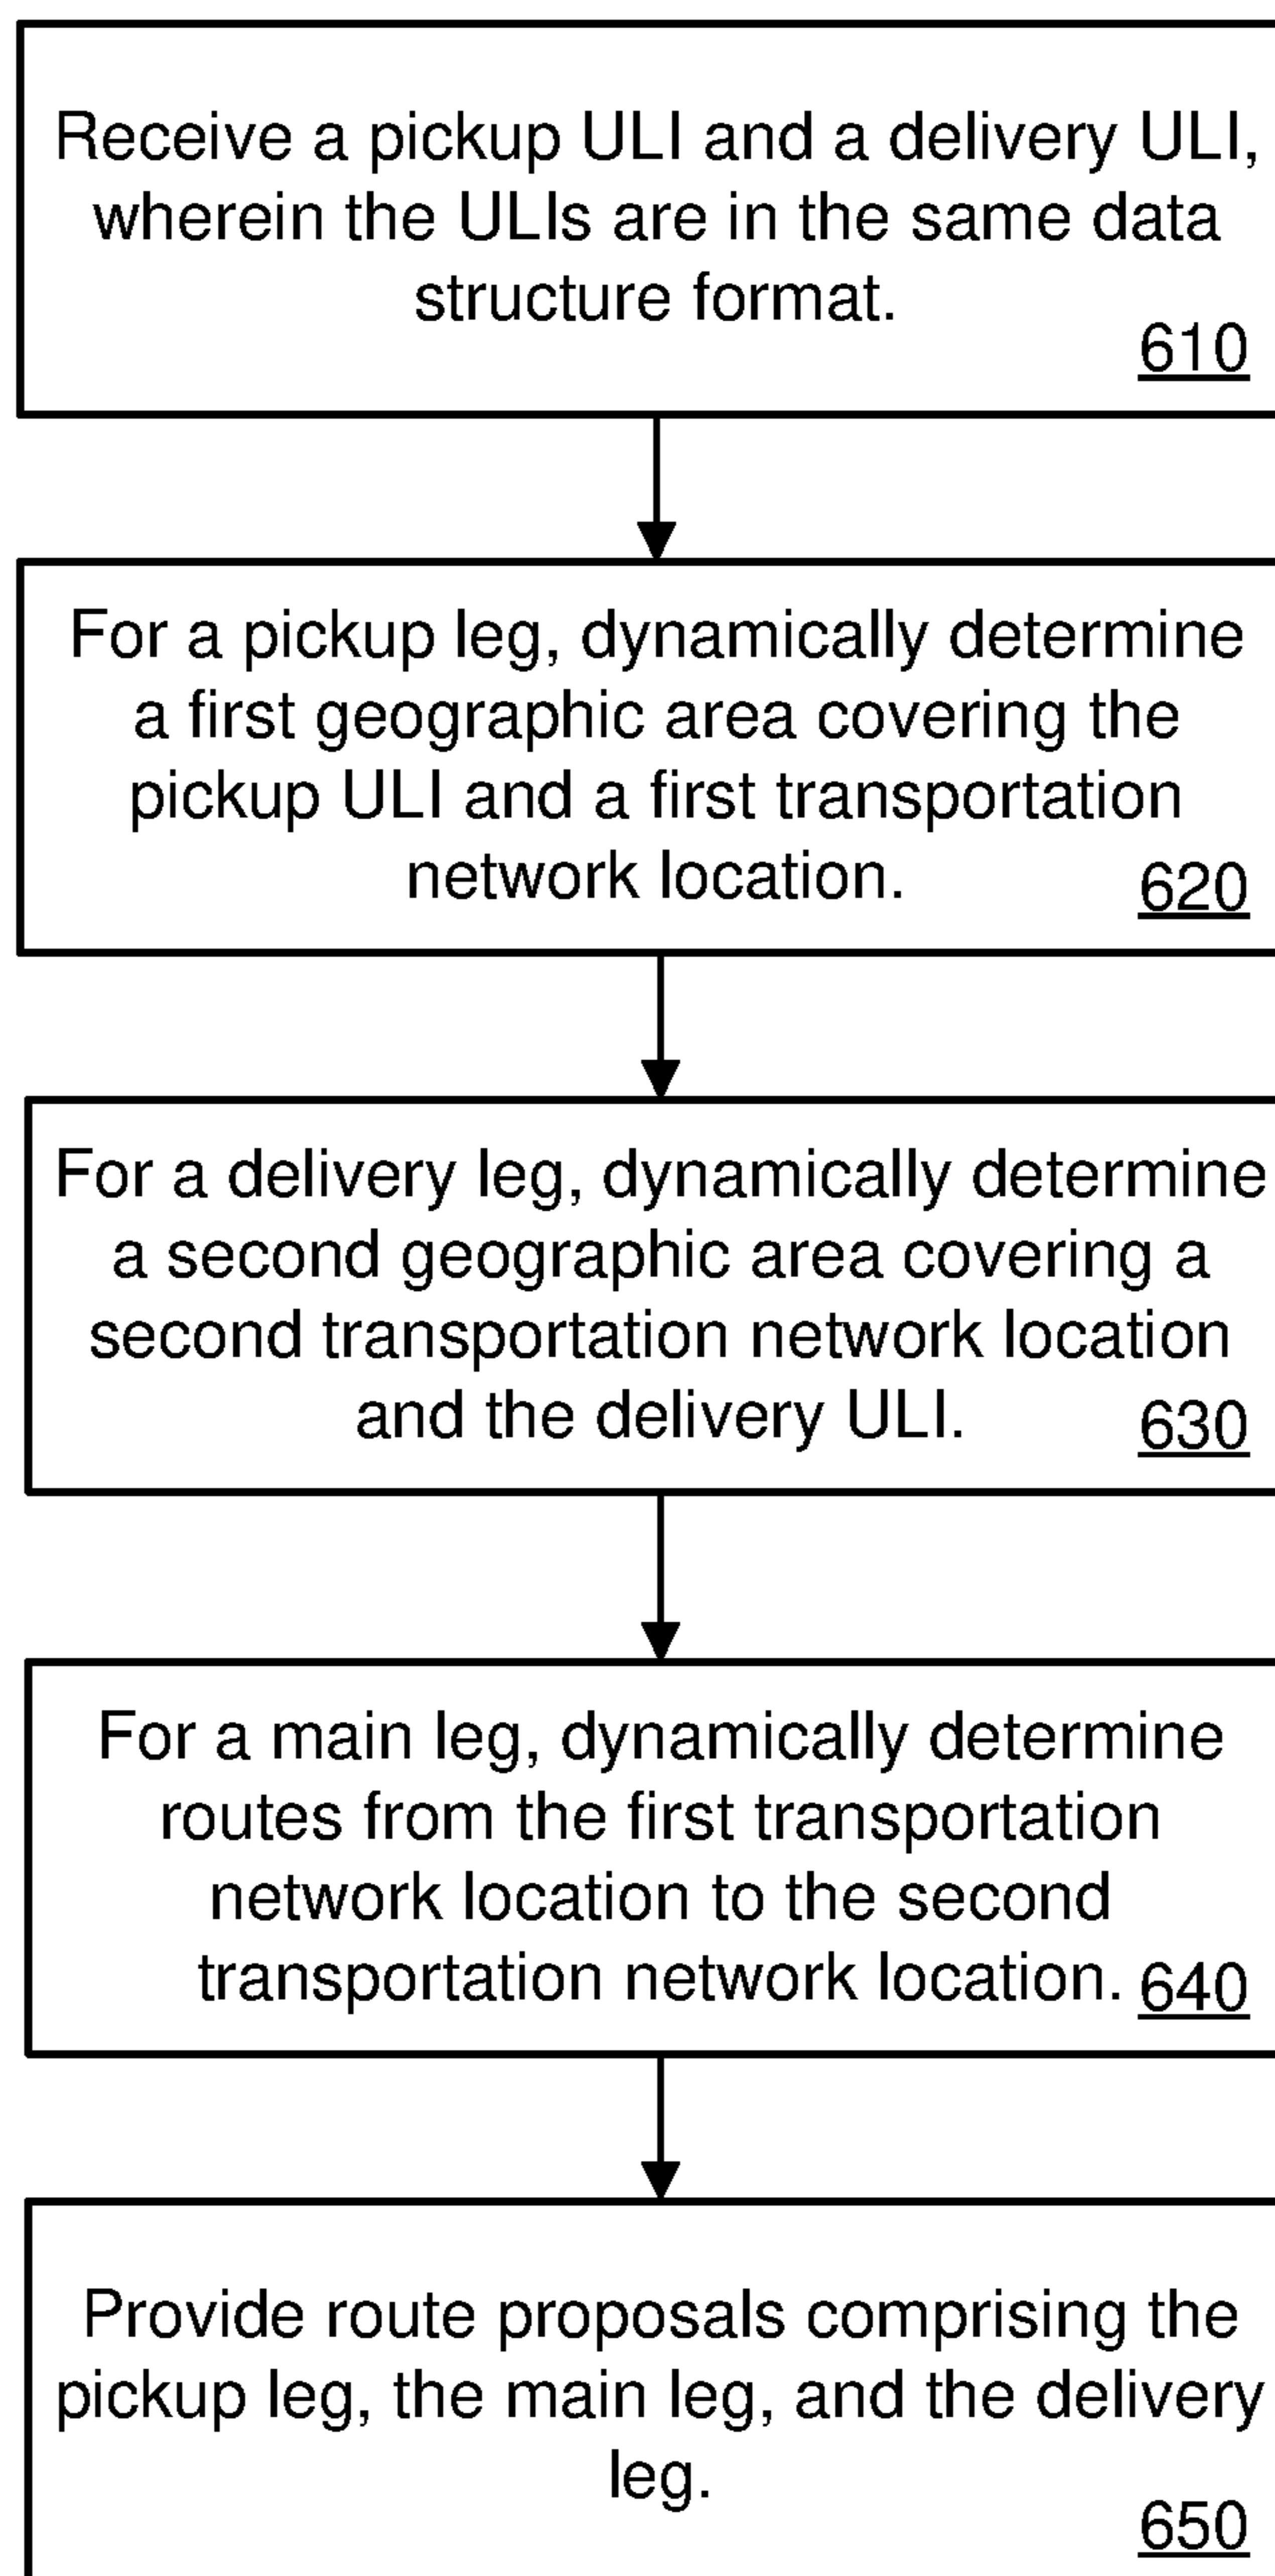 Receive a pickup ULI and a delivery ULI,
wherein the ULIs are in the same data
structure format.
610
For a pickup leg, dynamically determine
a first geographic area covering the
pickup ULI and a first transportation
network location.
620
For a delivery leg, dynamically determine
a second geographic area covering a
second transportation network location
and the delivery ULI.
630
For a main leg, dynamically determine
routes from the first transportation
network location to the second
transportation network location.
640
Provide route proposals comprising the
pickup leg, the main leg, and the delivery
leg.
650